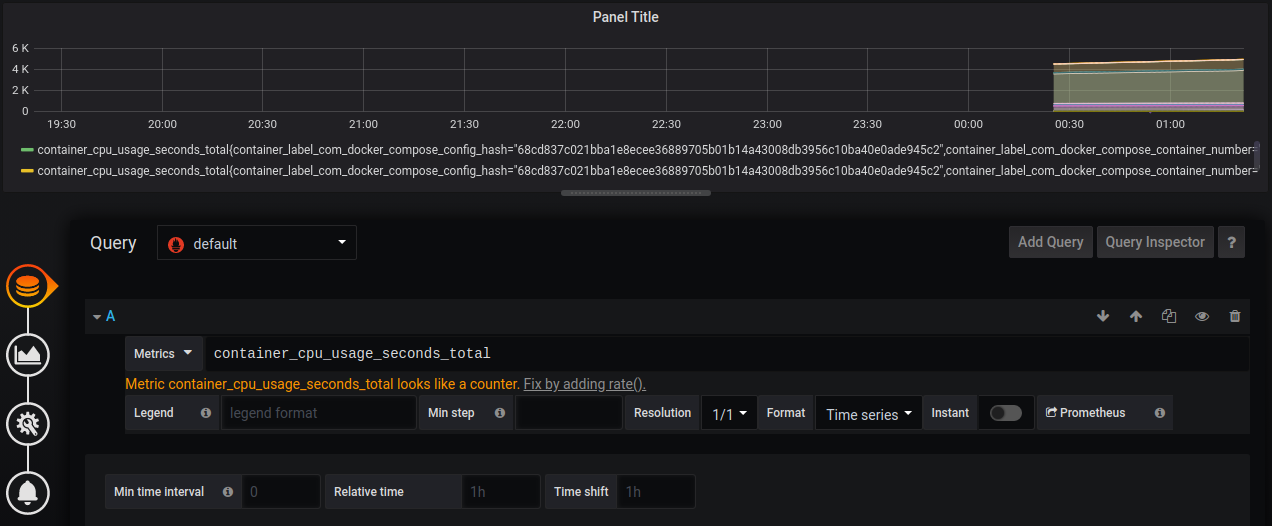 Panel Title
6 K
4 K
2 K
0
19:30 20:00 20:30 21:00 21:30 22:00 22:30 23:00 23:30 00:00 00:30 01:00
container_cpu_usage_seconds_total{container_label_com_docker_compose_config_hash="68cd837c021bba1e8ecee36889705b01b14a43008db3956c10ba40e0ade945c2",container_label_com_docker_compose_container_number=
container_cpu_usage_seconds_total{container_label_com_docker_compose_config_hash="68cd837c021bba1e8ecee36889705b01b14a43008db3956c10ba40e0ade945c2",container_label_com_docker_compose_container_number=
Query default Add Query Query Inspector ?
A
Metrics container_cpu_usage_seconds_total
Metric container_cpu_usage_seconds_total looks like a counter. Fix by adding rate().
Legend legend format Min step Resolution 1/1 Format Time series Instant Prometheus
Min time interval 0 Relative time 1h Time shift 1h